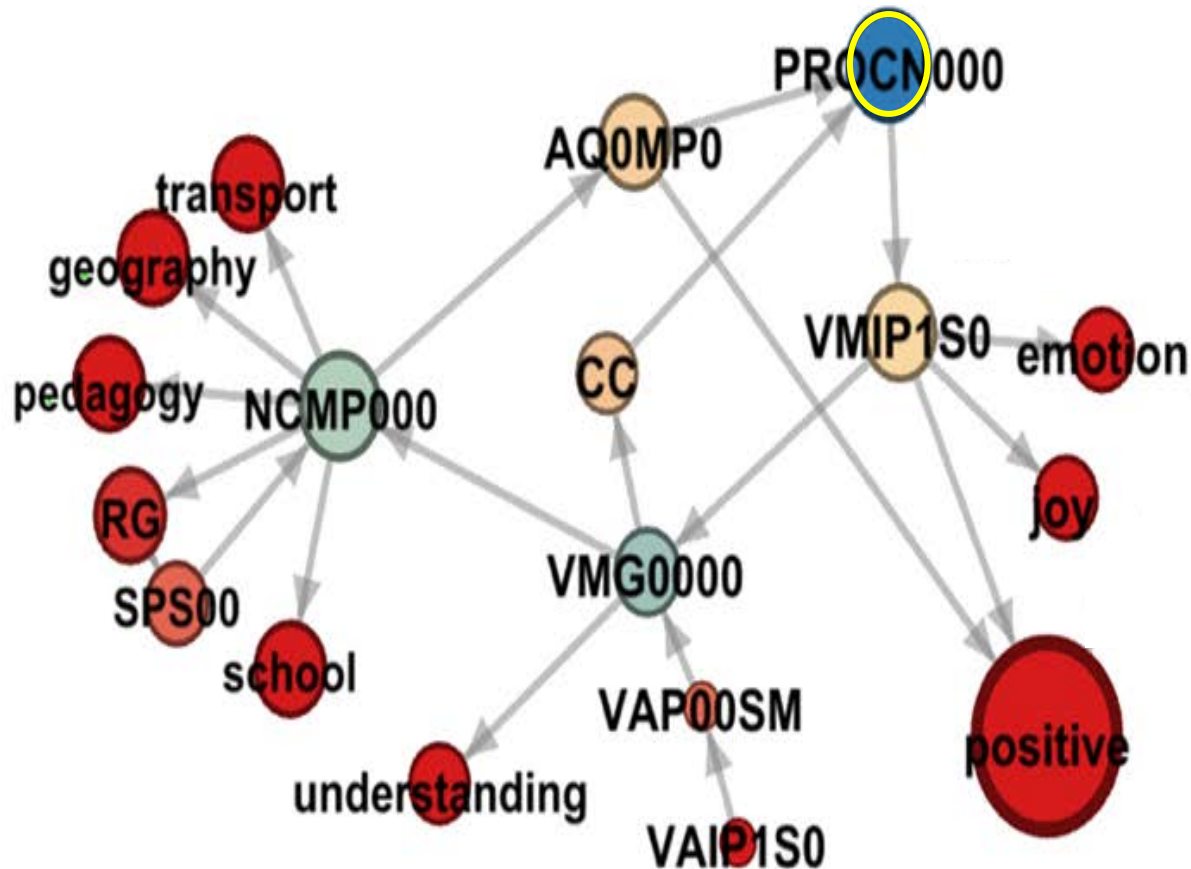 PROCN000
AQ0MP0
transport
geography
VMIP1S0
emotion
CC
pedagogy
NCMP000
joy
RG
VMG0000
SPS00
school
VAP00SM
positive
understanding
VAIP1S0